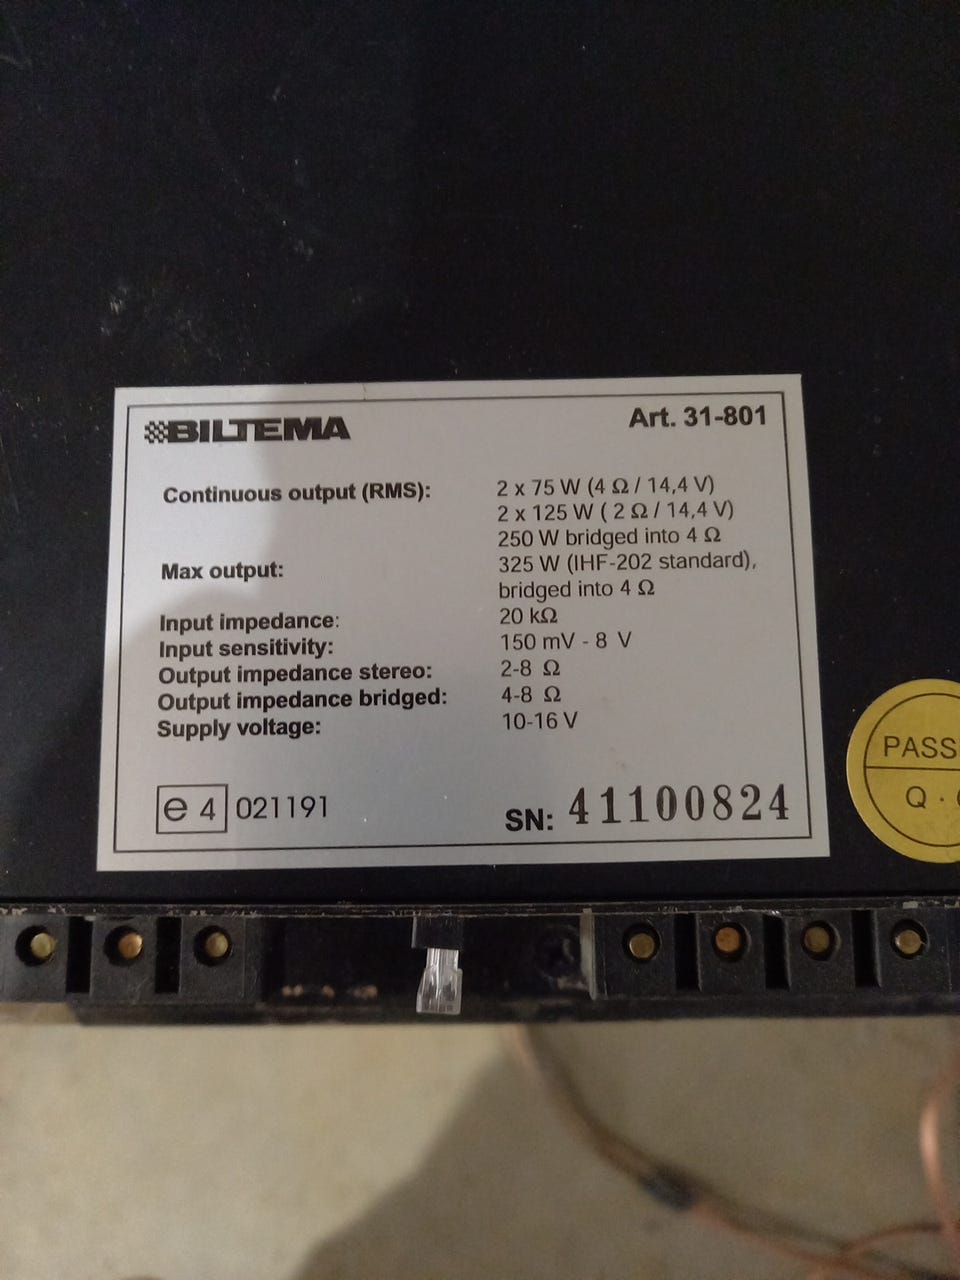 BILTEMA
Art. 31-801
Continuous output (RMS): 2 x 75 W (4 Ω / 14,4 V)
2 x 125 W ( 2 Ω / 14,4 V)
250 W bridged into 4 Ω
Max output: 325 W (IHF-202 standard),
bridged into 4 Ω
Input impedance: 20 kΩ
Input sensitivity: 150 mV - 8 V
Output impedance stereo: 2-8 Ω
Output impedance bridged: 4-8 Ω
Supply voltage: 10-16 V
e 4 021191
SN: 41100824
PASS
Q ·